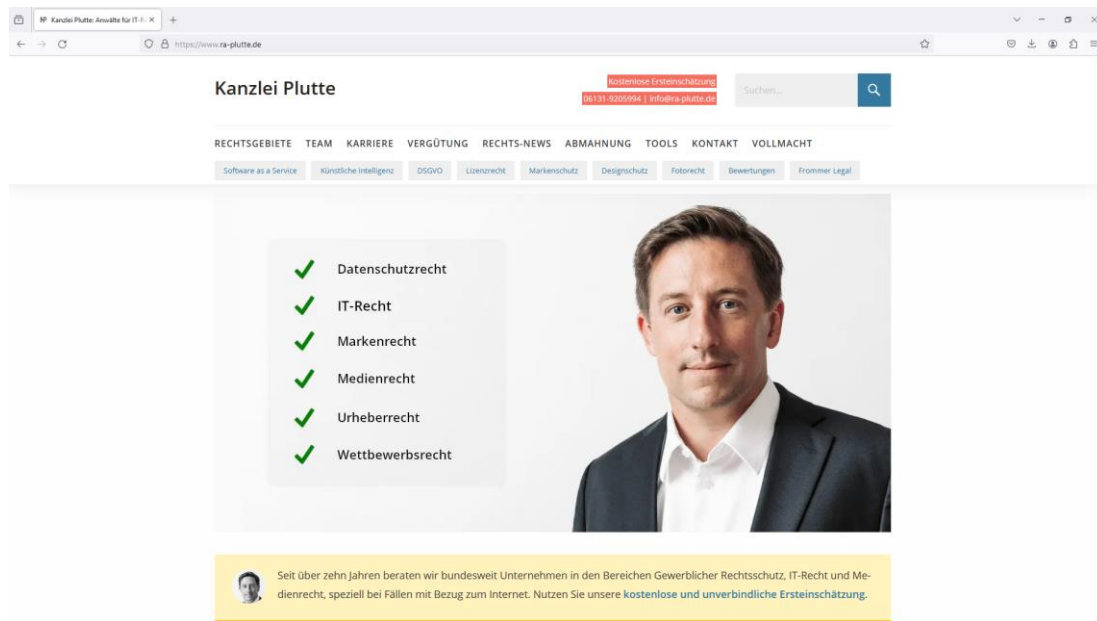 Kanzlei Plutte: Anwälte für IT-R
https://www.ra-plutte.de
Kanzlei Plutte
Kostenlose Ersteinschätzung
06131-9205994 | info@ra-plutte.de
Suchen...
RECHTSGEBIETE TEAM KARRIERE VERGÜTUNG RECHTS-NEWS ABMAHNUNG TOOLS KONTAKT VOLLMACHT
Software as a Service Künstliche Intelligenz DSGVO Lizenzrecht Markenschutz Designschutz Fotorecht Bewertungen Frommer Legal
Datenschutzrecht
IT-Recht
Markenrecht
Medienrecht
Urheberrecht
Wettbewerbsrecht
Seit über zehn Jahren beraten wir bundesweit Unternehmen in den Bereichen Gewerblicher Rechtsschutz, IT-Recht und Me-
dienrecht, speziell bei Fällen mit Bezug zum Internet. Nutzen Sie unsere kostenlose und unverbindliche Ersteinschätzung.